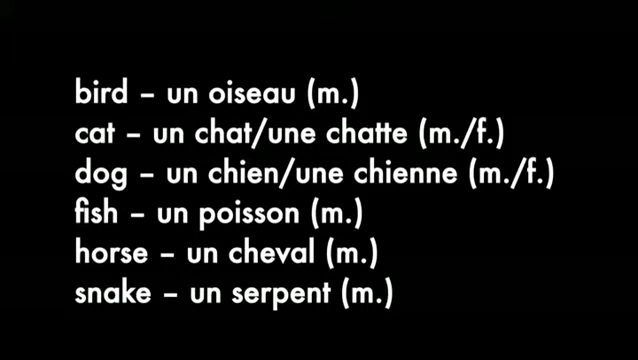 bird – un oiseau (m.)
cat – un chat/une chatte (m./f.)
dog – un chien/une chienne (m./f.)
fish – un poisson (m.)
horse – un cheval (m.)
snake – un serpent (m.)